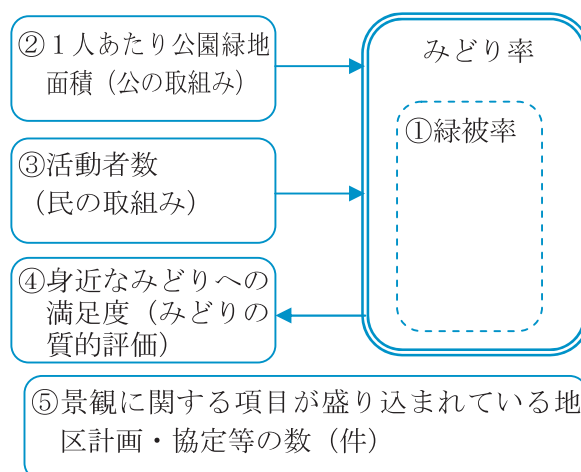 ②１人あたり公園緑地
面積（公の取組み）
みどり率
①緑被率
③活動者数
（民の取組み）
④身近なみどりへの
満足度（みどりの
質的評価）
⑤景観に関する項目が盛り込まれている地
区計画・協定等の数（件）